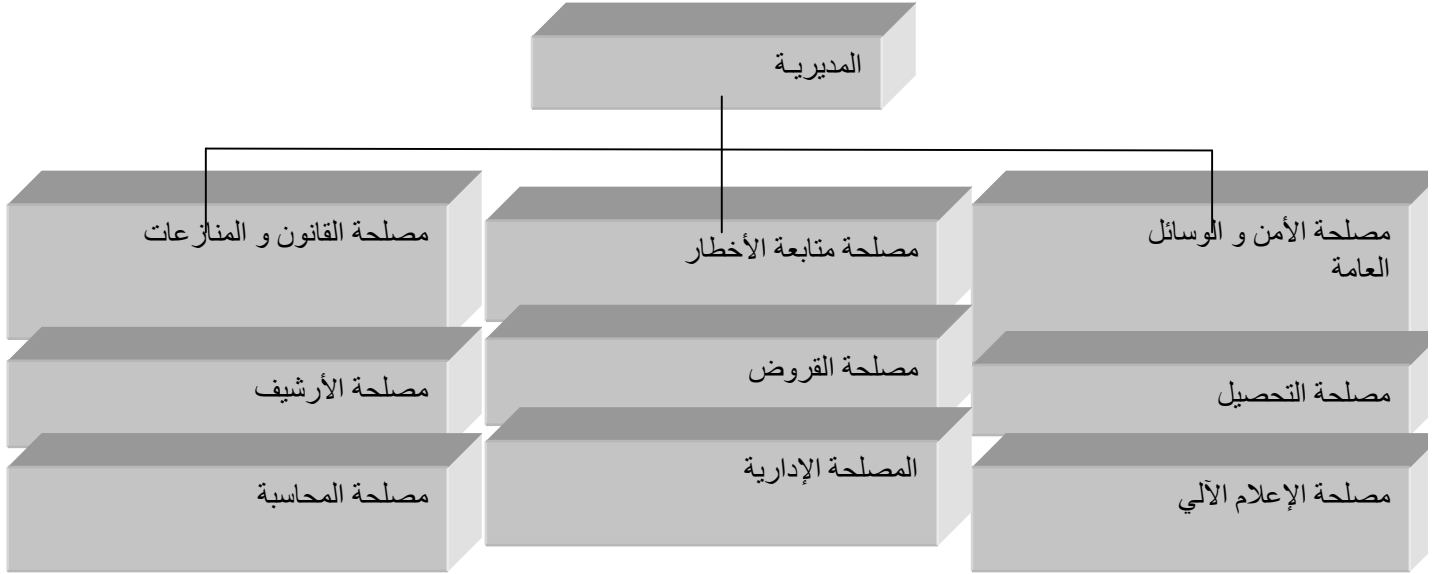 المديريـة
مصلحة الأمن و الوسائل
العامة
مصلحة متابعة الأخطار
مصلحة القانون و المنازعات
مصلحة التحصيل
مصلحة القروض
مصلحة الأرشيف
مصلحة الإعلام الآلي
المصلحة الإدارية
مصلحة المحاسبة